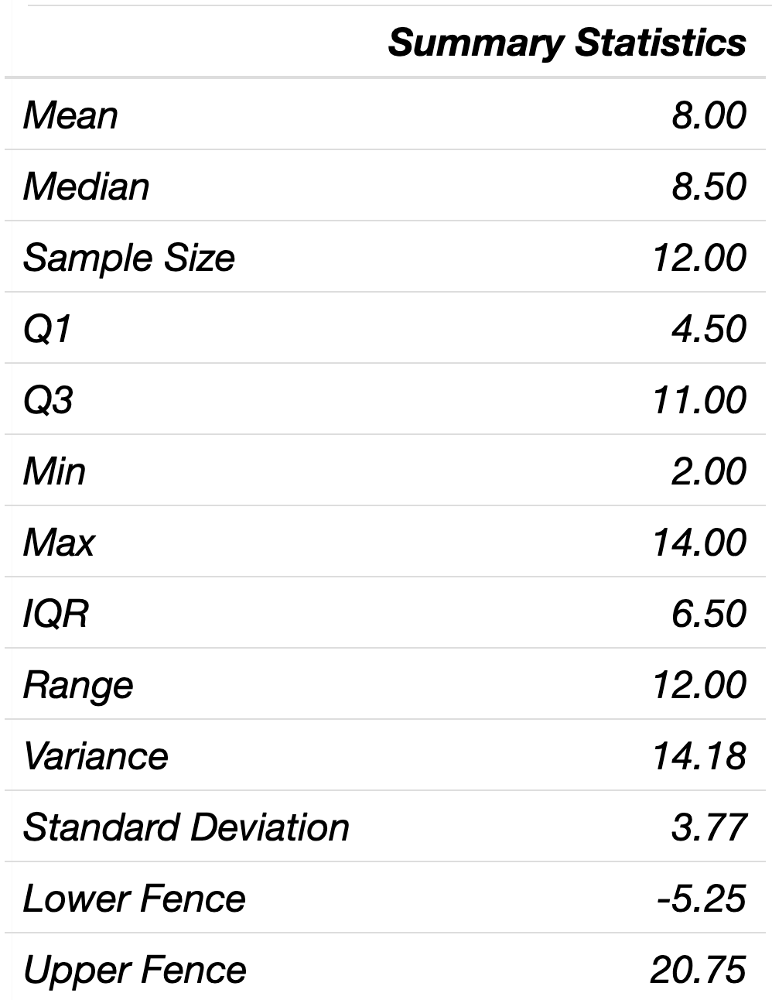 Summary Statistics
Mean 8.00
Median 8.50
Sample Size 12.00
Q1 4.50
Q3 11.00
Min 2.00
Max 14.00
IQR 6.50
Range 12.00
Variance 14.18
Standard Deviation 3.77
Lower Fence -5.25
Upper Fence 20.75